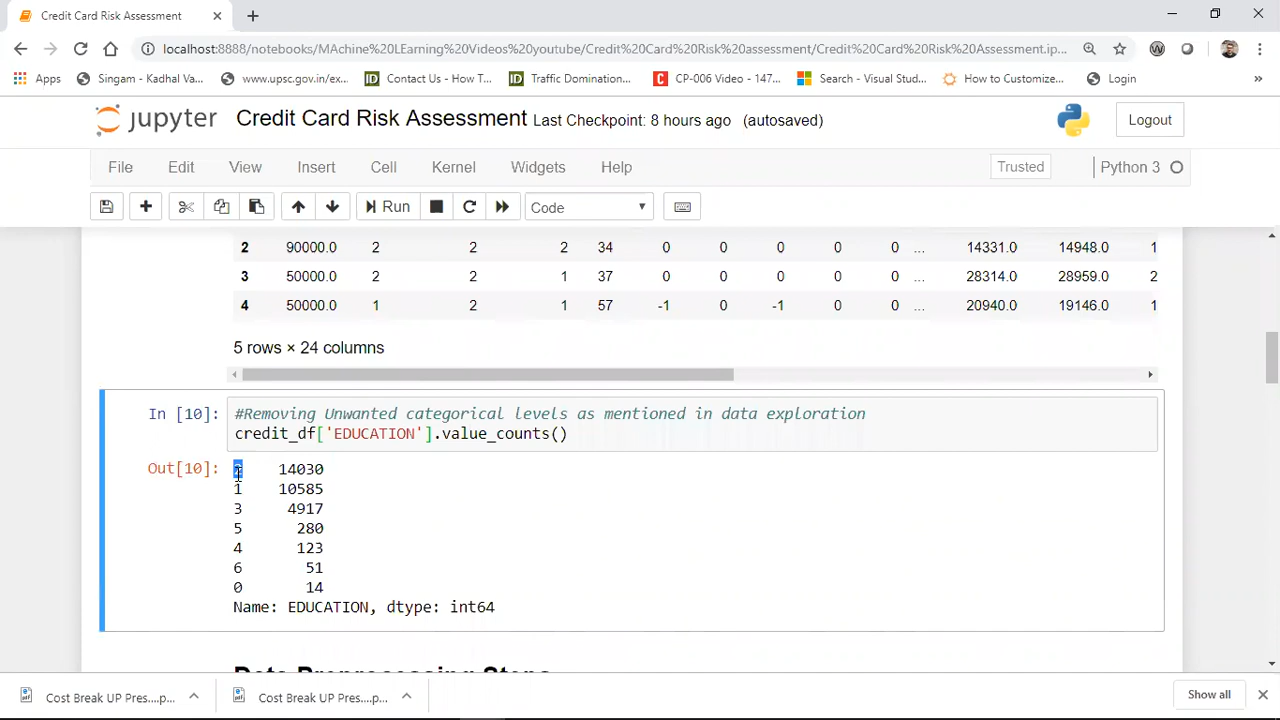 Credit Card Risk Assessment
localhost:8888/notebooks/MAchine%20LEarning%20Videos%20youtube/Credit%20Card%20Risk%20assessment/Credit%20Card%20Risk%20Assessment.ip...
Apps Singam - Kadhal Va... www.upsc.gov.in/ex... Contact Us - How T... Traffic Domination... CP-006 Video - 147... Search - Visual Stud... How to Customize... Login »
jupyter Credit Card Risk Assessment Last Checkpoint: 8 hours ago (autosaved) Logout
File Edit View Insert Cell Kernel Widgets Help Trusted Python 3
Run Code
2 90000.0 2 2 2 34 0 0 0 0 0 ... 14331.0 14948.0 1
3 50000.0 2 2 1 37 0 0 0 0 0 ... 28314.0 28959.0 2
4 50000.0 1 2 1 57 -1 0 -1 0 0 ... 20940.0 19146.0 1
5 rows × 24 columns
In [10]: #Removing Unwanted categorical levels as mentioned in data exploration
credit_df['EDUCATION'].value_counts()
Out[10]: 2 14030
1 10585
3 4917
5 280
4 123
6 51
0 14
Name: EDUCATION, dtype: int64
Data Preprocessing Steps
Cost Break UP Pres....p... Cost Break UP Pres....p... Show all